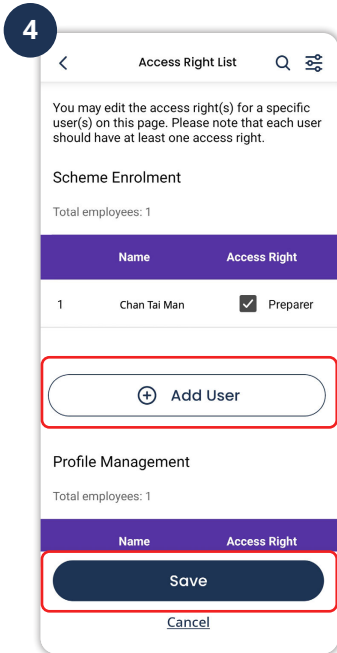 4
Access Right List
You may edit the access right(s) for a specific
user(s) on this page. Please note that each user
should have at least one access right.
Scheme Enrolment
Total employees: 1
Name Access Right
1 Chan Tai Man Preparer
Add User
Profile Management
Total employees: 1
Name Access Right
Save
Cancel